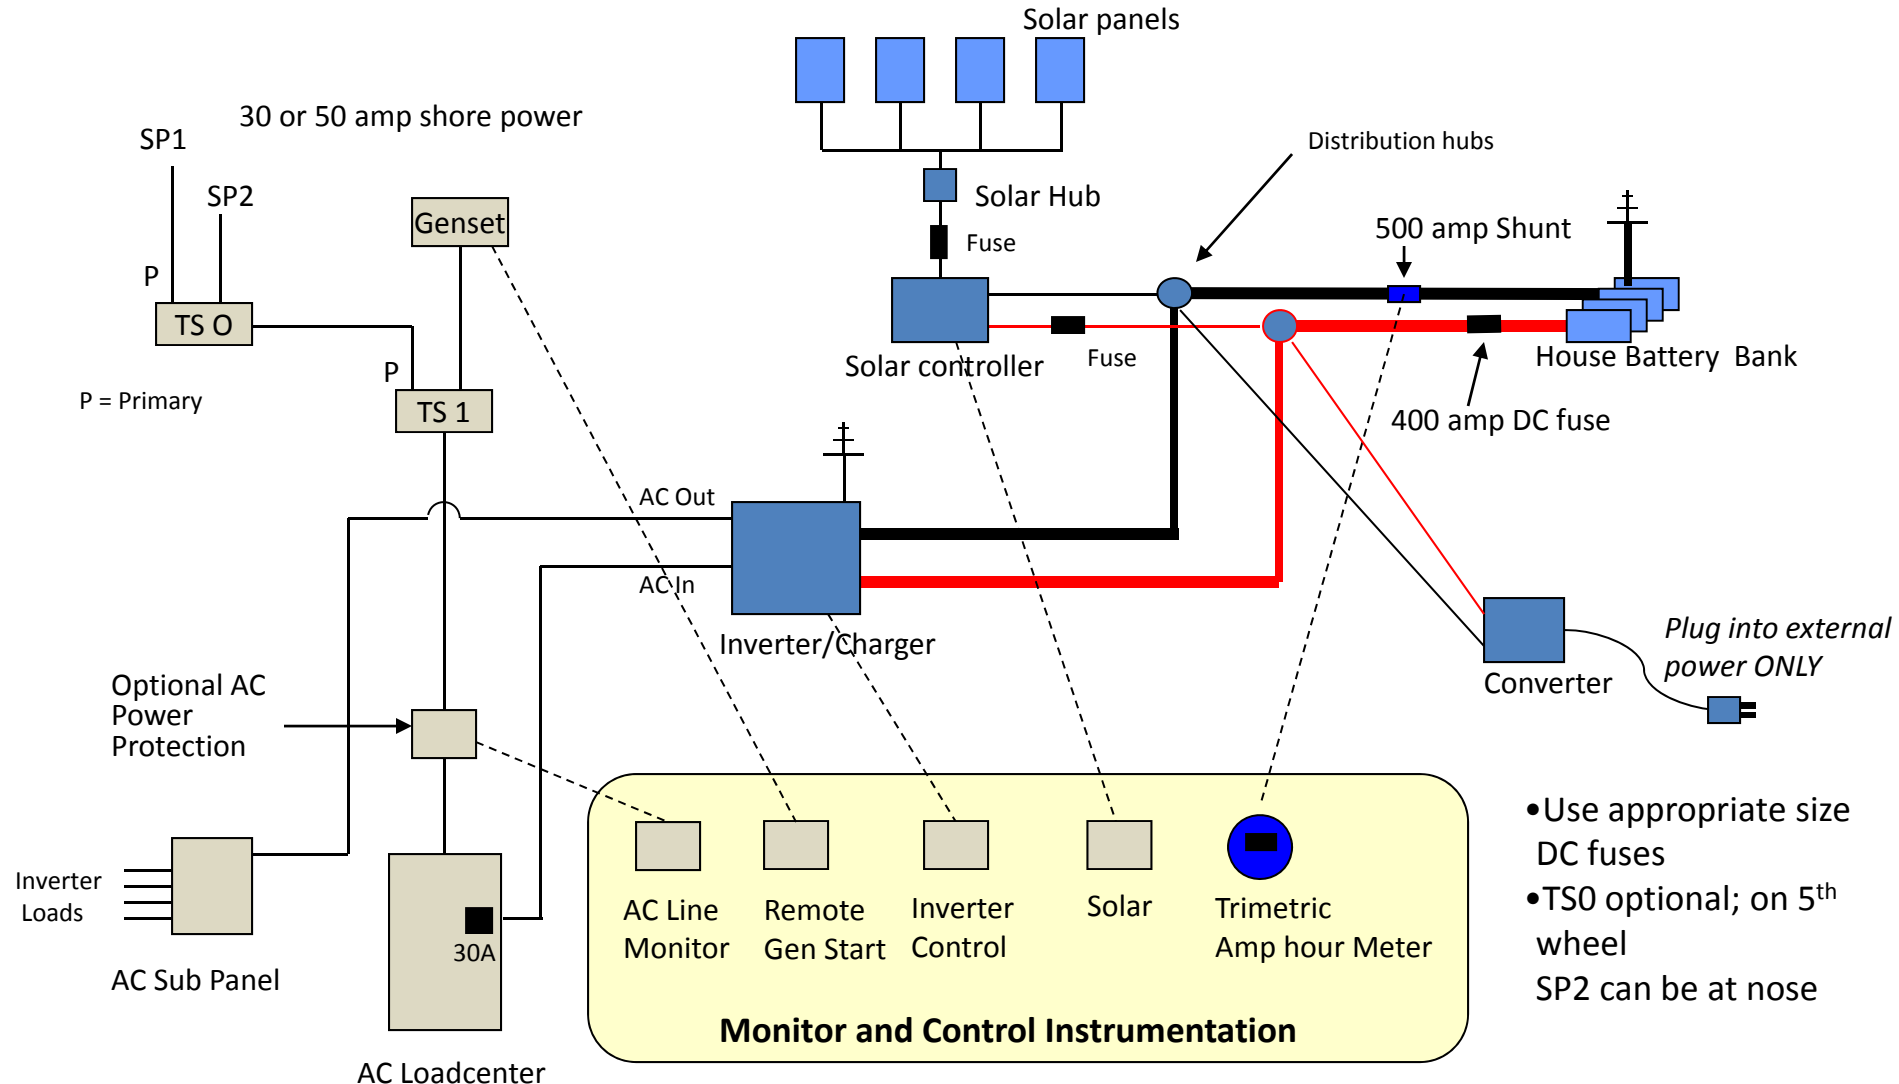 Solar panels
30 or 50 amp shore power
SP1
Distribution hubs
SP2
Solar Hub
Genset
500 amp Shunt
Fuse
P
TS O
Solar controller
Fuse
House Battery  Bank
P
P = Primary
TS 1
400 amp DC fuse
AC Out
AC In
Inverter/Charger
Plug into external
power ONLY
Converter
Optional AC
Power
Protection
•Use appropriate size
DC fuses
•TS0 optional; on 5th
wheel
SP2 can be at nose
Inverter
Loads
AC Sub Panel
30A
AC Loadcenter
AC Line
Monitor
Remote
Gen Start
Inverter
Control
Solar
Trimetric
Amp hour Meter
Monitor and Control Instrumentation